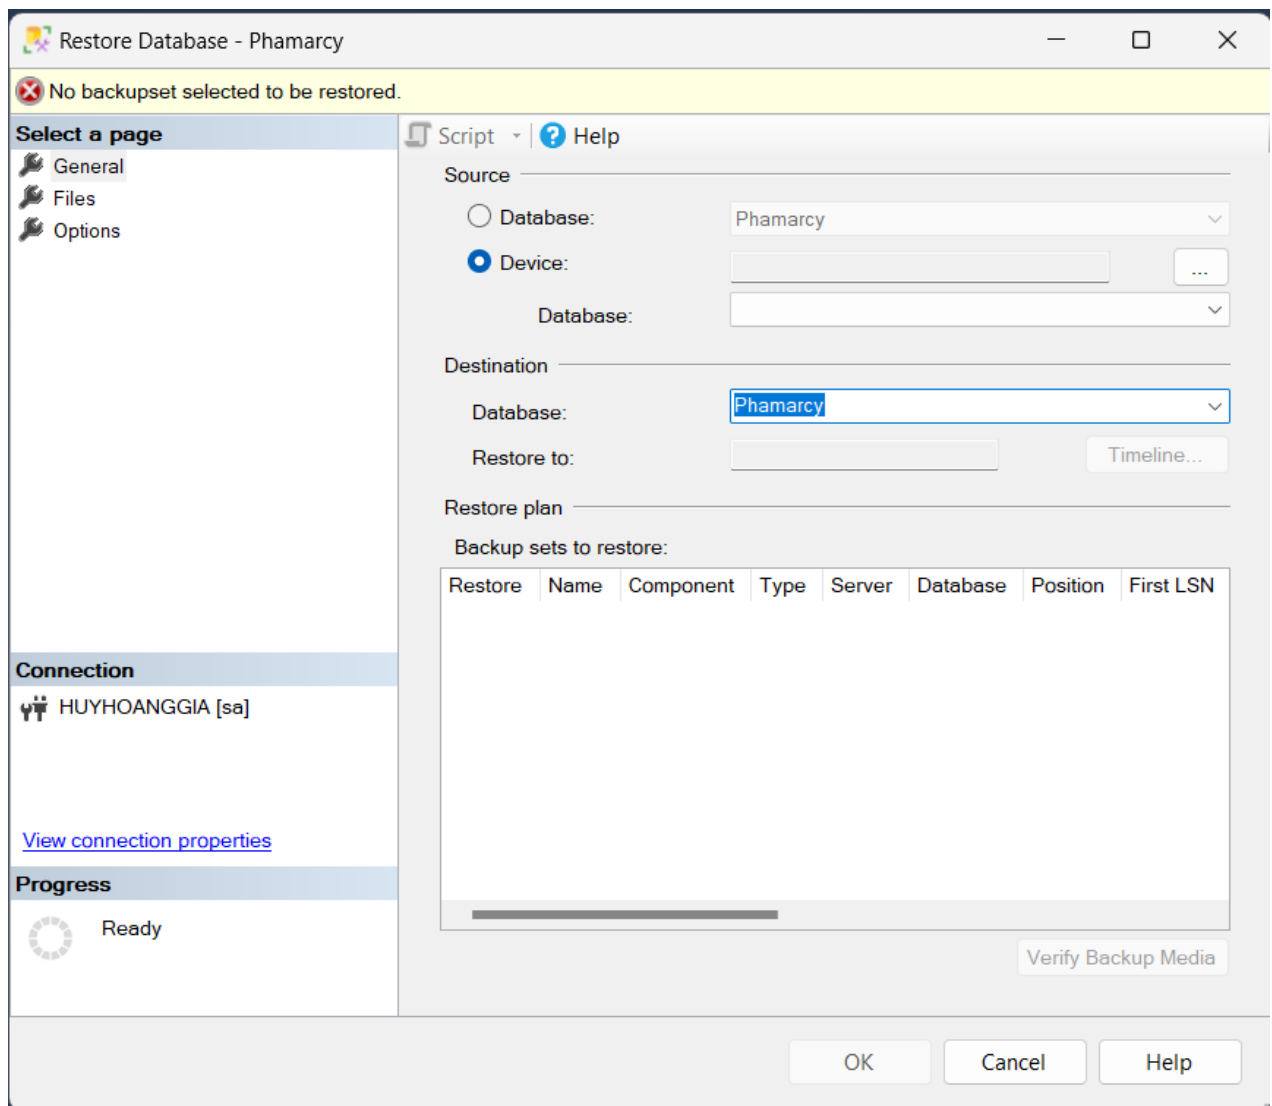 Restore Database - Phamarcy
No backupset selected to be restored.
Select a page
General
Files
Options
Script
Help
Source
Database:
Phamarcy
Device:
...
Database:
Destination
Database:
Phamarcy
Restore to:
Timeline...
Restore plan
Backup sets to restore:
Restore Name Component Type Server Database Position First LSN
Connection
HUYHOANGGIA [sa]
View connection properties
Progress
Ready
Verify Backup Media
OK Cancel Help